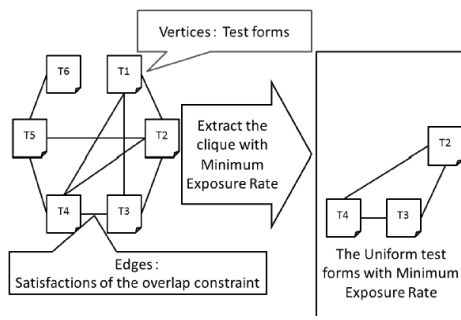 Vertices : Test forms
T6
T1
T5
T2
T4
T3
Edges :
Satisfactions of the overlap constraint
Extract the
clique with
Minimum
Exposure Rate
T2
T4
T3
The Uniform test
forms with Minimum
Exposure Rate